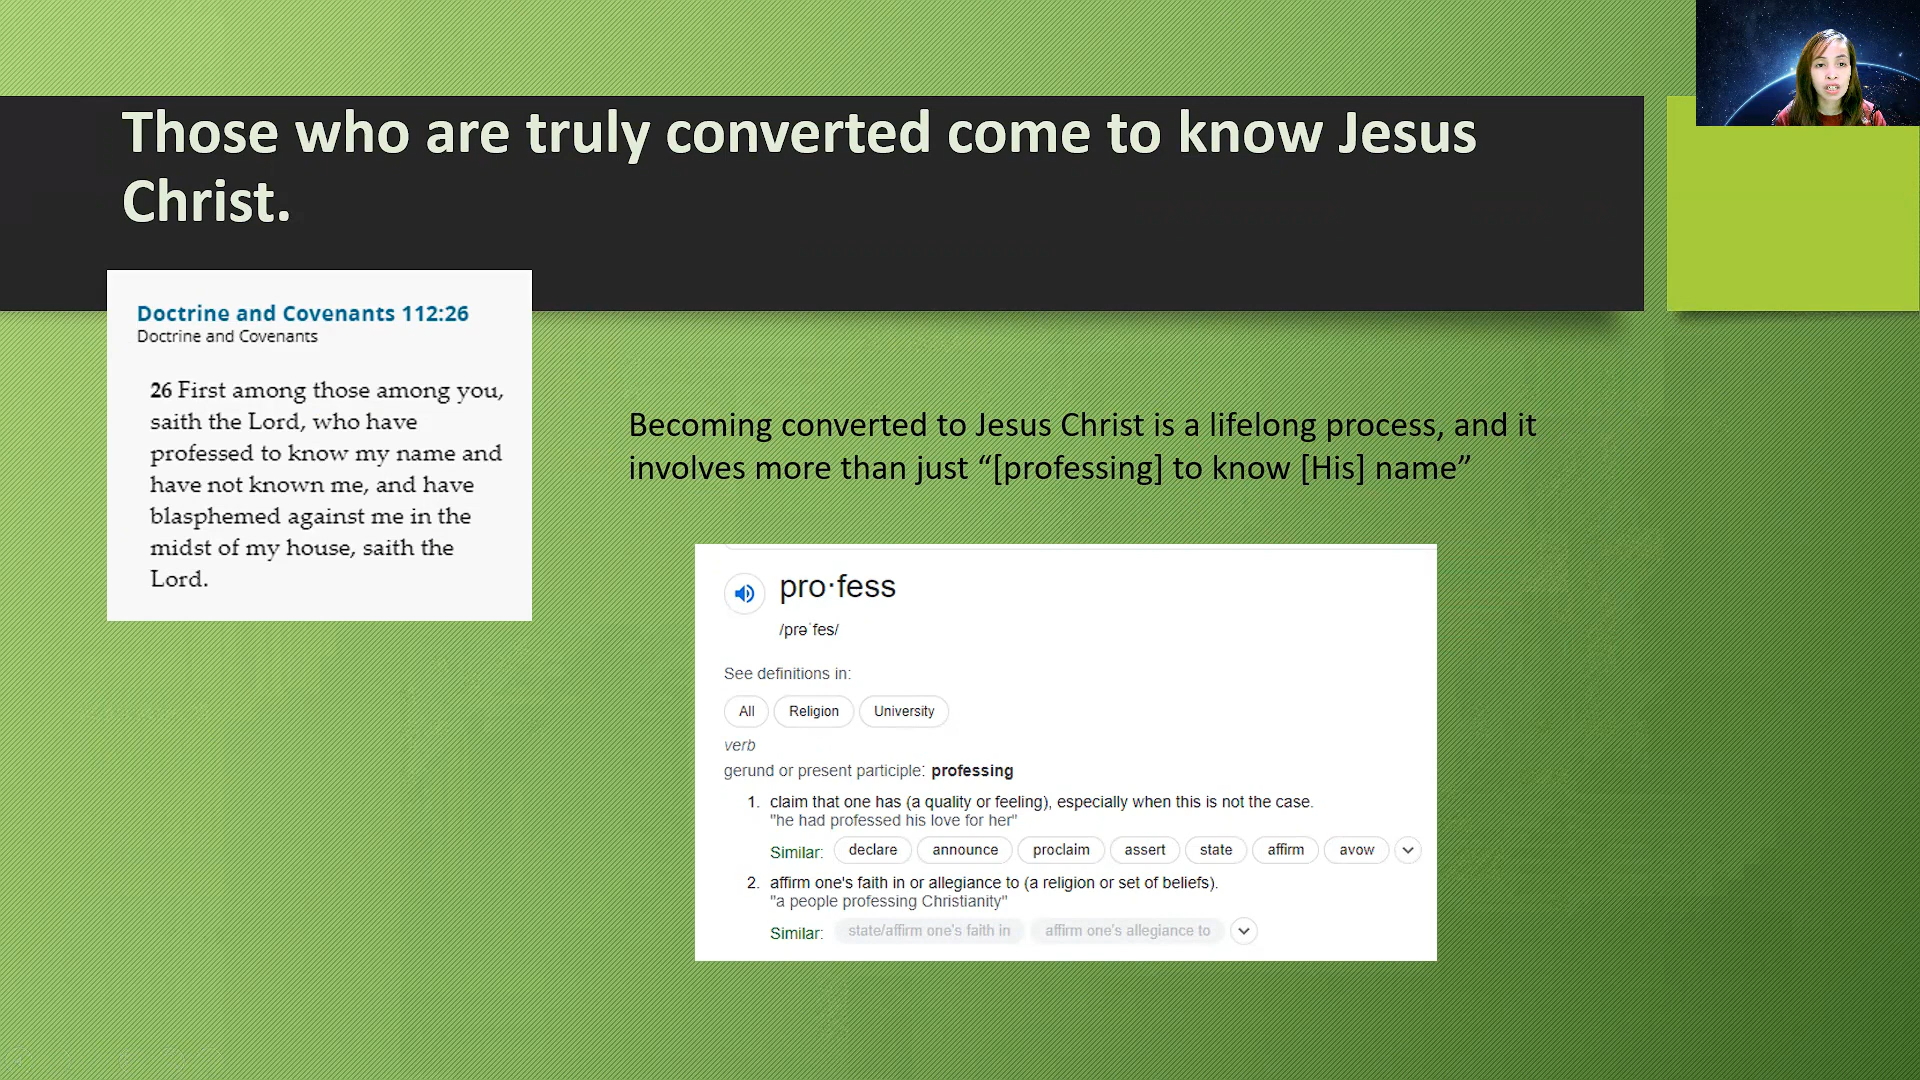 Those who are truly converted come to know Jesus
Christ.
Doctrine and Covenants 112:26
Doctrine and Covenants
26 First among those among you,
saith the Lord, who have
professed to know my name and
have not known me, and have
blasphemed against me in the
midst of my house, saith the
Lord.
Becoming converted to Jesus Christ is a lifelong process, and it
involves more than just “[professing] to know [His] name”
pro·fess
/prəˈfes/
See definitions in:
All Religion University
verb
gerund or present participle: professing
1. claim that one has (a quality or feeling), especially when this is not the case.
"he had professed his love for her"
Similar: declare announce proclaim assert state affirm avow
2. affirm one's faith in or allegiance to (a religion or set of beliefs).
"a people professing Christianity"
Similar: state/affirm one's faith in affirm one's allegiance to